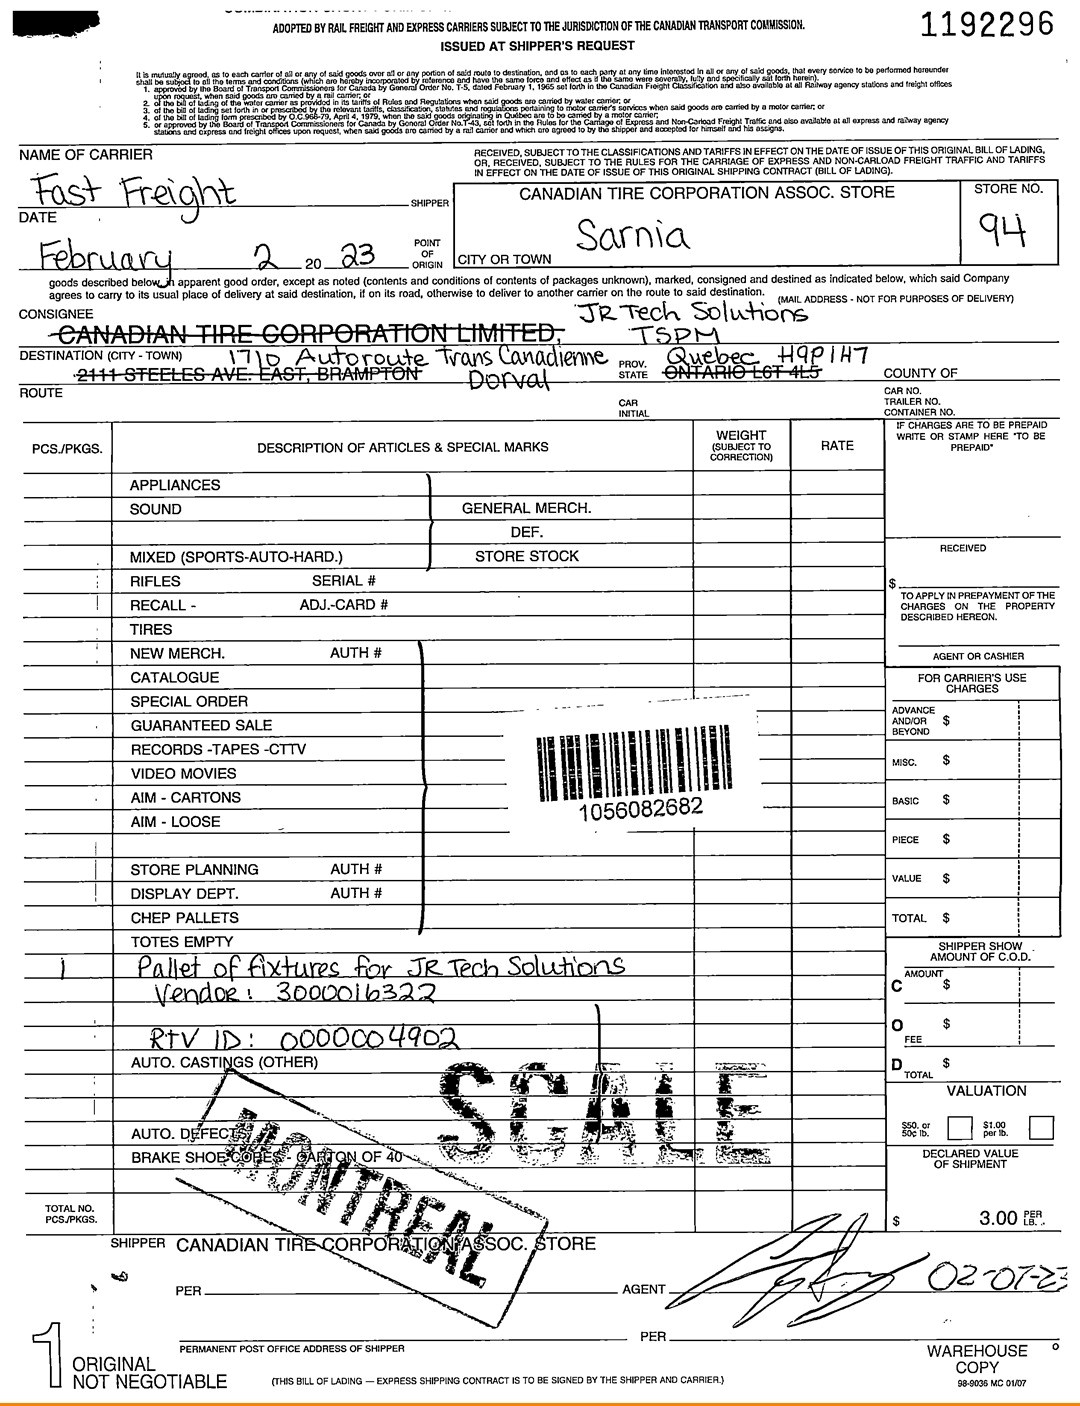 1192296
ADOPTED BY RAIL FREIGHT AND EXPRESS CARRIERS SUBJECT TO THE JURISDICTION OF THE CANADIAN TRANSPORT COMMISSION.
ISSUED AT SHIPPER'S REQUEST
It is mutually agreed, as to each carrier of all or any of said goods over all or any portion of said route to destination, and as to each party at any time interested in all or any of said goods, that every service to be performed hereunder
shall be subject to all the terms and conditions (which are hereby incorporated by reference and have the same force and effect as if the same were severally, fully and specifically set forth herein).
1. approved by the Board of Transport Commissioners for Canada by General Order No. T-5, dated February 1, 1965 set forth in the Canadian Freight Classification and also available at all Railway agency stations and freight offices
upon request, when said goods are carried by a rail carrier; or
2. of the bill of lading of the water carrier as provided in its tariffs of Rules and Regulations when said goods are carried by water carrier; or
3. of the bill of lading set forth in or prescribed by the relevant tariffs, classification, statutes and regulations pertaining to motor carrier's services when said goods are carried by a motor carrier; or
4. of the bill of lading form prescribed by O.C. 966-79, April 4, 1979, when the said goods originating in Québec are to be carried by a motor carrier;
5. or approved by the Board of Transport Commissioners for Canada by General Order No. T-43, set forth in the Rules for the Carriage of Express and Non-Carload Freight Traffic and also available at all express and railway agency
stations and express and freight offices upon request, when said goods are carried by a rail carrier and which are agreed to by the shipper and accepted for himself and his assigns.
NAME OF CARRIER
RECEIVED, SUBJECT TO THE CLASSIFICATIONS AND TARIFFS IN EFFECT ON THE DATE OF ISSUE OF THIS ORIGINAL BILL OF LADING,
OR, RECEIVED, SUBJECT TO THE RULES FOR THE CARRIAGE OF EXPRESS AND NON-CARLOAD FREIGHT TRAFFIC AND TARIFFS
IN EFFECT ON THE DATE OF ISSUE OF THIS ORIGINAL SHIPPING CONTRACT (BILL OF LADING).
Fast Freight
SHIPPER
CANADIAN TIRE CORPORATION ASSOC. STORE
STORE NO.
DATE
Sarnia
94
February 2 20 23
POINT
OF
ORIGIN
CITY OR TOWN
goods described below in apparent good order, except as noted (contents and conditions of contents of packages unknown), marked, consigned and destined as indicated below, which said Company
agrees to carry to its usual place of delivery at said destination, if on its road, otherwise to deliver to another carrier on the route to said destination.
(MAIL ADDRESS - NOT FOR PURPOSES OF DELIVERY)
CONSIGNEE
JR Tech Solutions
CANADIAN TIRE CORPORATION LIMITED,
TSPM
DESTINATION (CITY - TOWN)
1710 Autoroute Trans Canadienne
PROV.
STATE
Quebec H9P1H7
2111 STEELES AVE. EAST, BRAMPTON
Dorval
ONTARIO L6T 4L5
COUNTY OF
ROUTE
CAR
INITIAL
CAR NO.
TRAILER NO.
CONTAINER NO.
PCS./PKGS.
DESCRIPTION OF ARTICLES & SPECIAL MARKS
WEIGHT
(SUBJECT TO
CORRECTION)
RATE
IF CHARGES ARE TO BE PREPAID
WRITE OR STAMP HERE "TO BE
PREPAID"
APPLIANCES
SOUND
GENERAL MERCH.
DEF.
MIXED (SPORTS-AUTO-HARD.)
STORE STOCK
RECEIVED
RIFLES SERIAL #
$
RECALL - ADJ.-CARD #
TO APPLY IN PREPAYMENT OF THE
CHARGES ON THE PROPERTY
DESCRIBED HEREON.
TIRES
NEW MERCH. AUTH #
AGENT OR CASHIER
CATALOGUE
FOR CARRIER'S USE
CHARGES
SPECIAL ORDER
ADVANCE
AND/OR $
BEYOND
GUARANTEED SALE
RECORDS -TAPES -CTTV
MISC. $
VIDEO MOVIES
AIM - CARTONS
BASIC $
1056082682
AIM - LOOSE
PIECE $
STORE PLANNING AUTH #
VALUE $
DISPLAY DEPT. AUTH #
CHEP PALLETS
TOTAL $
TOTES EMPTY
SHIPPER SHOW
AMOUNT OF C.O.D.
1 Pallet of fixtures for JR Tech Solutions
AMOUNT
C $
Vendor: 3000016322
O $
FEE
RTV ID: 0000004902
AUTO. CASTINGS (OTHER)
D $
TOTAL
SCALE
VALUATION
MONTREAL
AUTO. DEFECT
$50. or
50¢ lb.
$1.00
per lb.
BRAKE SHOE CORES CARTON OF 40
DECLARED VALUE
OF SHIPMENT
TOTAL NO.
PCS./PKGS.
$ 3.00 PER
LB.
SHIPPER CANADIAN TIRE CORPORATION ASSOC. STORE
PER
AGENT
02-07-23
PER
PERMANENT POST OFFICE ADDRESS OF SHIPPER
1
ORIGINAL
NOT NEGOTIABLE
(THIS BILL OF LADING — EXPRESS SHIPPING CONTRACT IS TO BE SIGNED BY THE SHIPPER AND CARRIER.)
WAREHOUSE
COPY
98-9036 MC 01/07